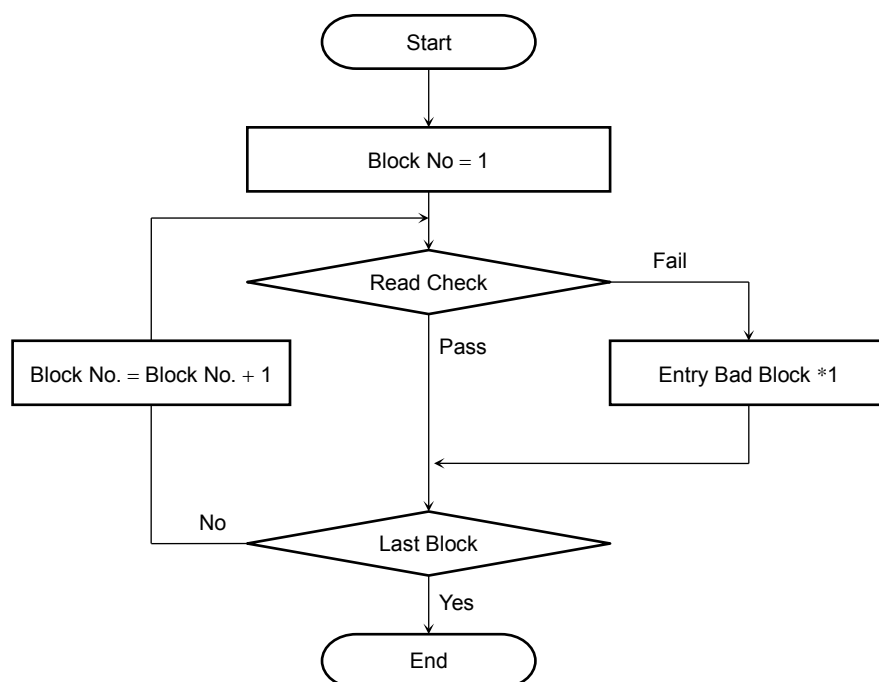 Start
Block No = 1
Read Check
Fail
Pass
Block No. = Block No. + 1
Entry Bad Block *1
No
Last Block
Yes
End